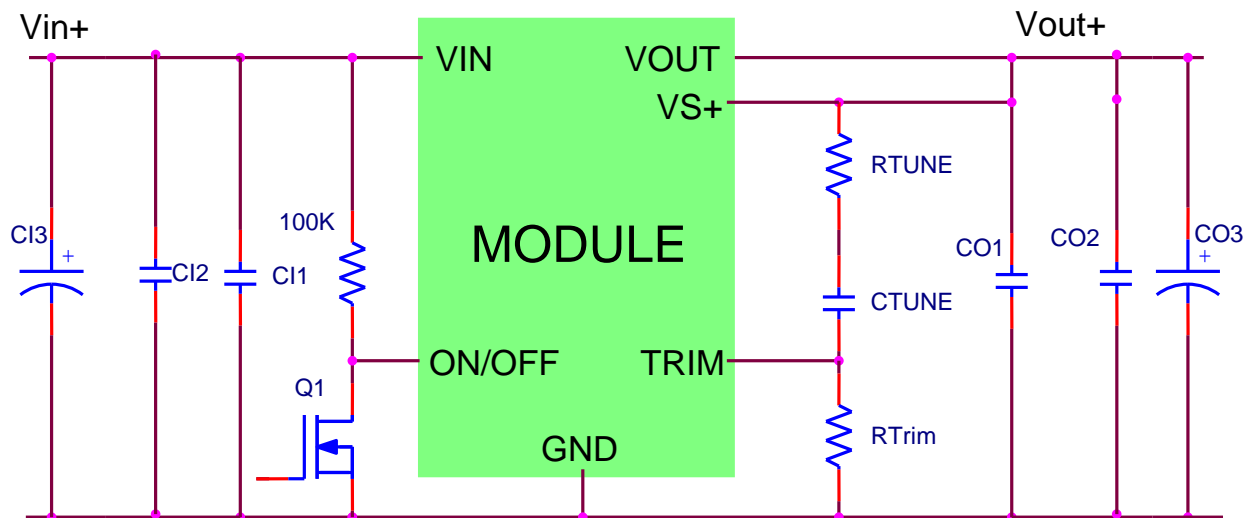 Vin+
Vout+
VIN
VOUT
VS+
RTUNE
100K
MODULE
CI3
+
CI2
CI1
CO1
CO2
CO3
+
CTUNE
ON/OFF
TRIM
Q1
RTrim
GND